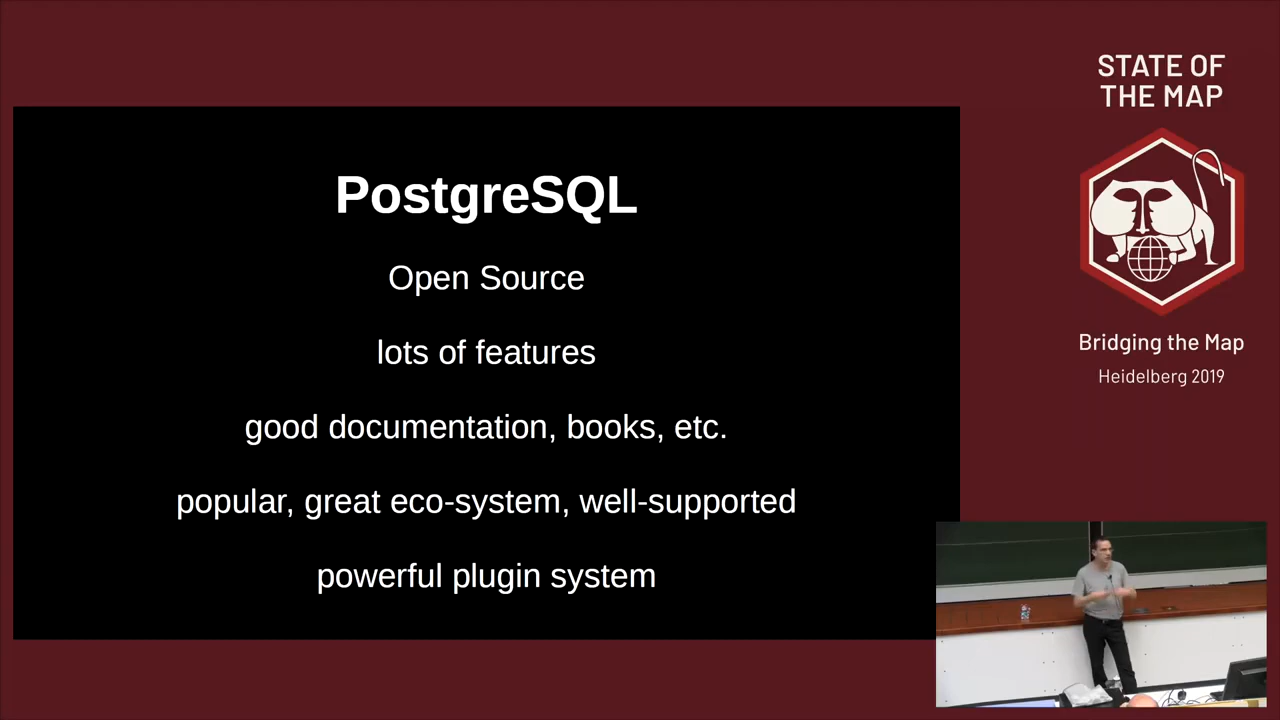 PostgreSQL
Open Source
lots of features
good documentation, books, etc.
popular, great eco-system, well-supported
powerful plugin system
STATE OF
THE MAP
Bridging the Map
Heidelberg 2019